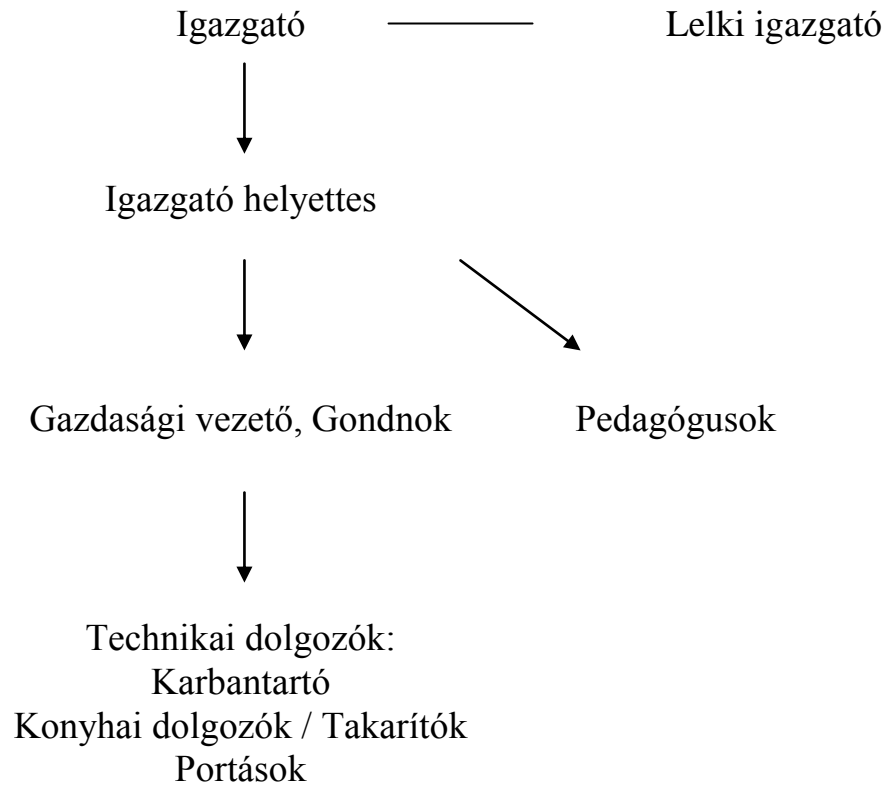 Igazgató Lelki igazgató
Igazgató helyettes
Gazdasági vezető, Gondnok Pedagógusok
Technikai dolgozók:
Karbantartó
Konyhai dolgozók / Takarítók
Portások